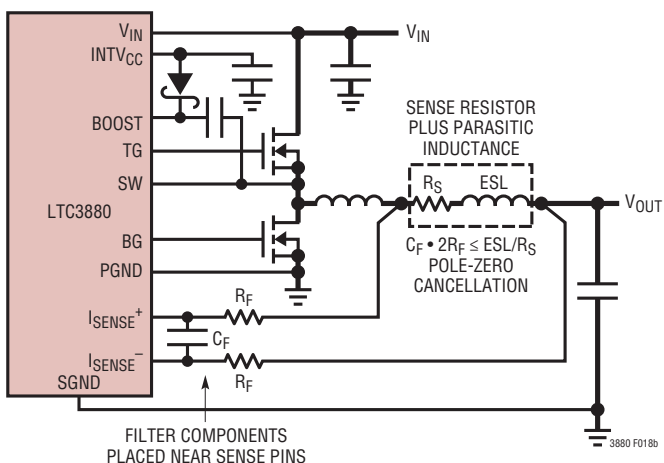 V_IN
INTV_CC
BOOST
TG
SW
LTC3880
BG
PGND
I_SENSE^+
I_SENSE^−
SGND
V_IN
SENSE RESISTOR
PLUS PARASITIC
INDUCTANCE
R_S ESL
V_OUT
C_F • 2R_F ≤ ESL/R_S
POLE-ZERO
CANCELLATION
R_F
C_F
R_F
FILTER COMPONENTS
PLACED NEAR SENSE PINS
3880 F018b